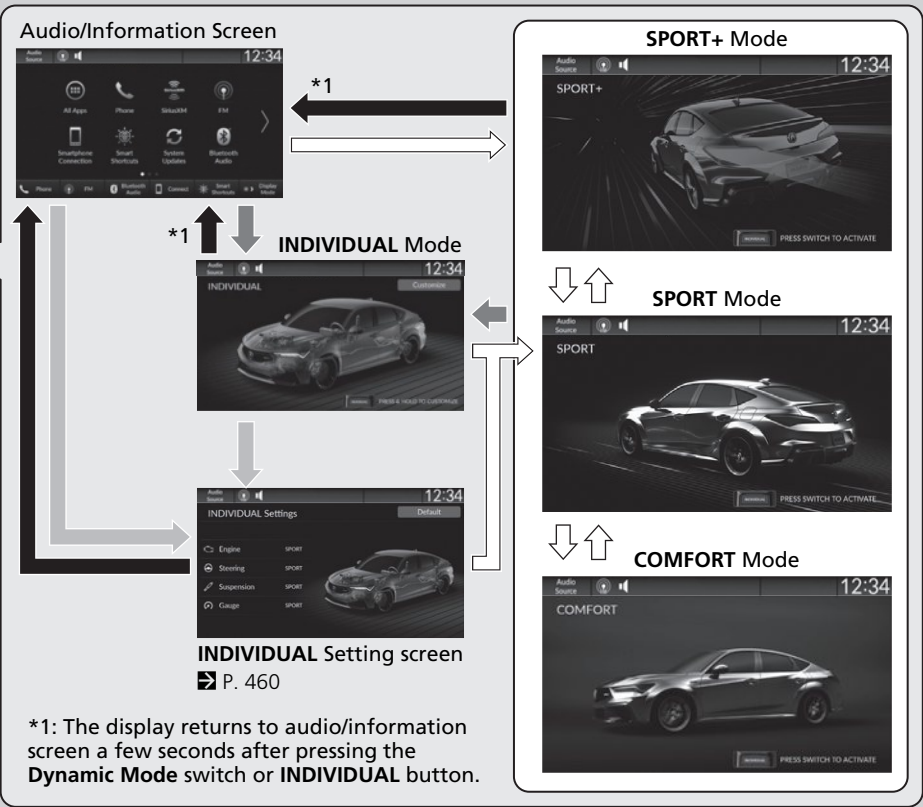 Audio/Information Screen
Audio
Source
12:34
All Apps
Phone
SiriusXM
FM
Smartphone
Connection
Smart
Shortcuts
System
Updates
Bluetooth
Audio
Phone
FM
Bluetooth
Audio
Connect
Smart
Shortcuts
Display
Mode
*1
*1
INDIVIDUAL Mode
Audio
Source
12:34
INDIVIDUAL
Customize
PRESS & HOLD TO CUSTOMIZE
Audio
Source
12:34
INDIVIDUAL Settings
Default
Engine SPORT
Steering SPORT
Suspension SPORT
Gauge SPORT
INDIVIDUAL Setting screen
P. 460
*1: The display returns to audio/information
screen a few seconds after pressing the
Dynamic Mode switch or INDIVIDUAL button.
SPORT+ Mode
Audio
Source
12:34
SPORT+
INDIVIDUAL
PRESS SWITCH TO ACTIVATE
SPORT Mode
Audio
Source
12:34
SPORT
PRESS SWITCH TO ACTIVATE
COMFORT Mode
Audio
Source
12:34
COMFORT
PRESS SWITCH TO ACTIVATE